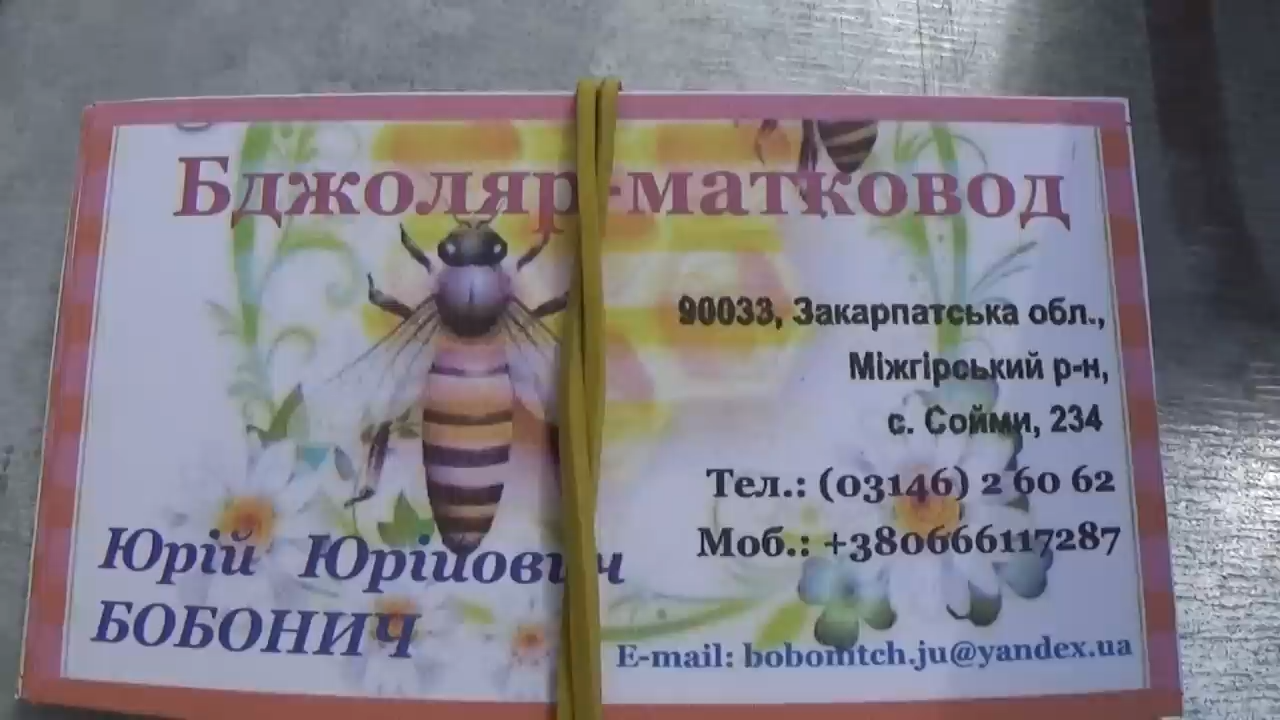 Бджоляр-матковод
90033, Закарпатська обл.,
Міжгірський р-н,
с. Сойми, 234
Тел.: (03146) 2 60 62
Моб.: +380666117287
Юрій Юрійович
БОБОНИЧ
E-mail: bobonitch.ju@yandex.ua